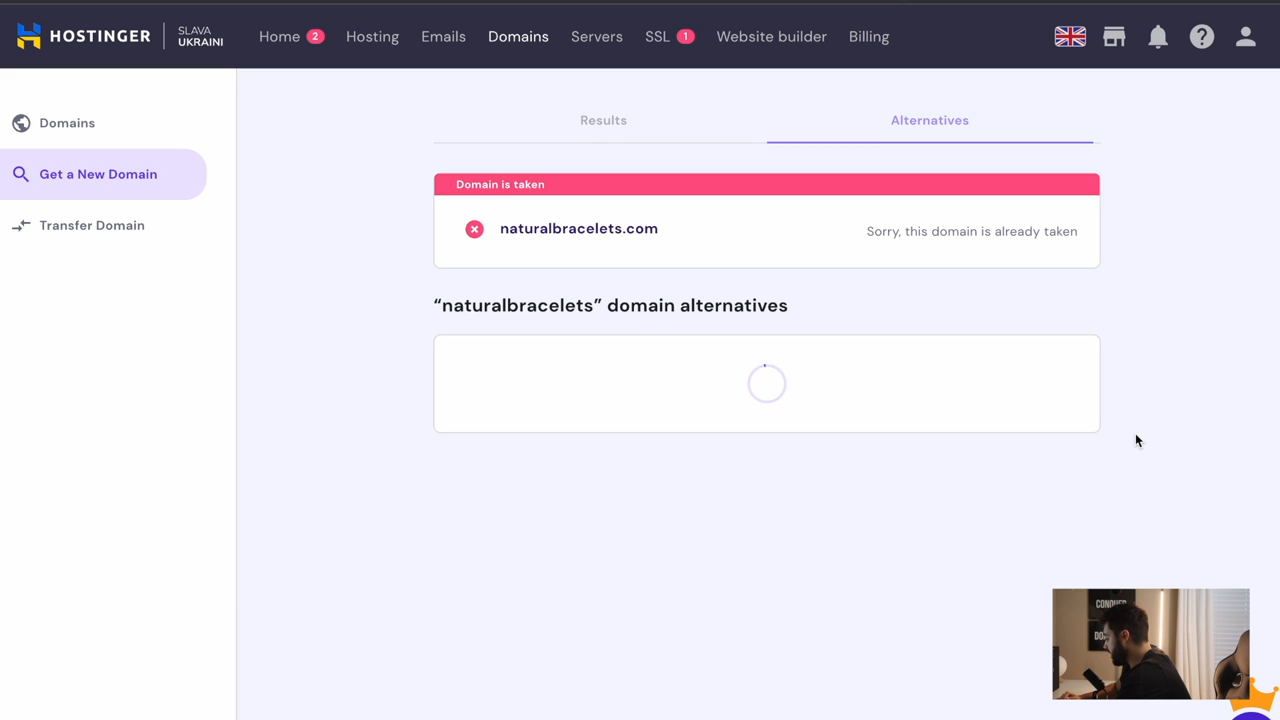 HOSTINGER
SLAVA
UKRAINI
Home 2
Hosting
Emails
Domains
Servers
SSL 1
Website builder
Billing
Domains
Get a New Domain
Transfer Domain
Results
Alternatives
Domain is taken
naturalbracelets.com
Sorry, this domain is already taken
“naturalbracelets” domain alternatives
CONQUER